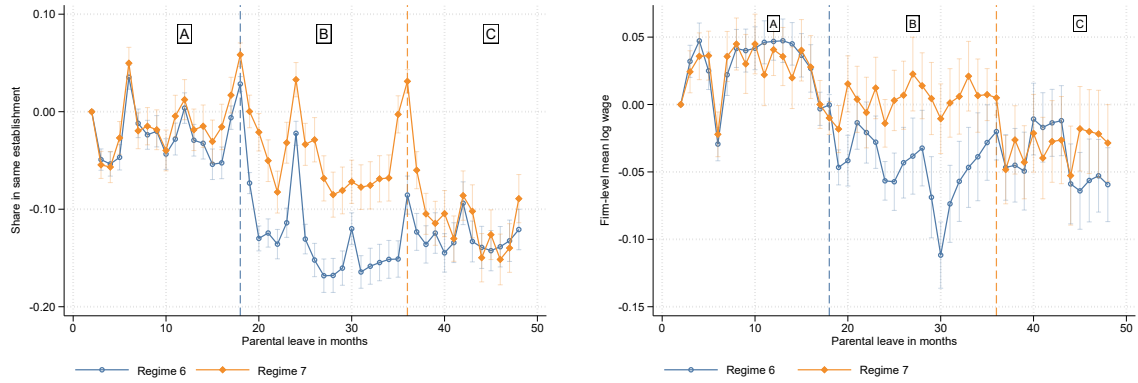 0.10
0.00
-0.10
-0.20
Share in same establishment
A
B
C
0 10 20 30 40 50
Parental leave in months
Regime 6 Regime 7
0.05
0.00
-0.05
-0.10
-0.15
Firm-level mean log wage
A
B
C
0 10 20 30 40 50
Parental leave in months
Regime 6 Regime 7